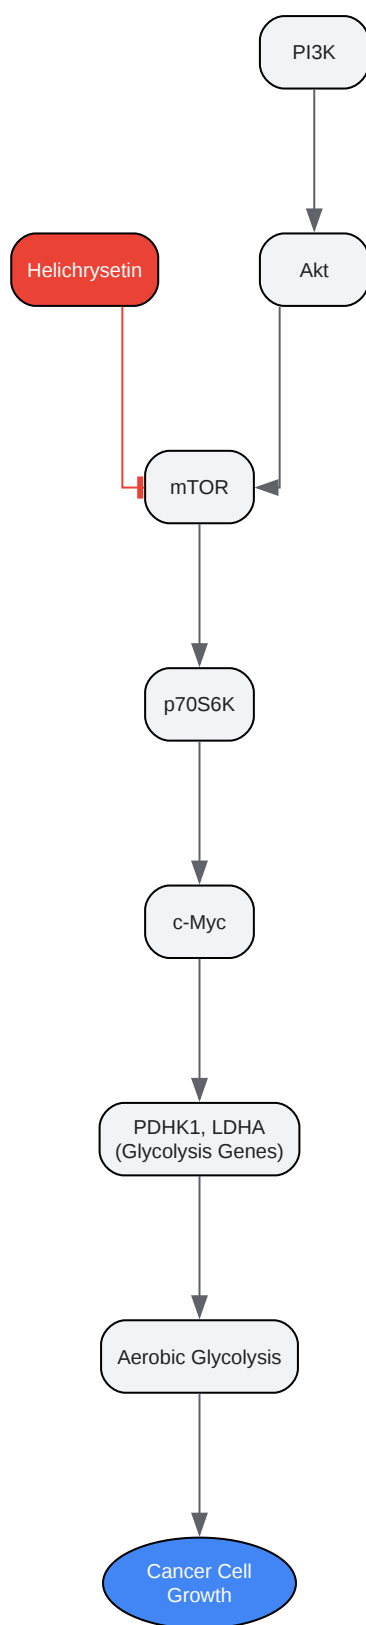 PI3K
Helichrysetin
Akt
mTOR
p70S6K
c-Myc
PDHK1, LDHA
(Glycolysis Genes)
Aerobic Glycolysis
Cancer Cell
Growth